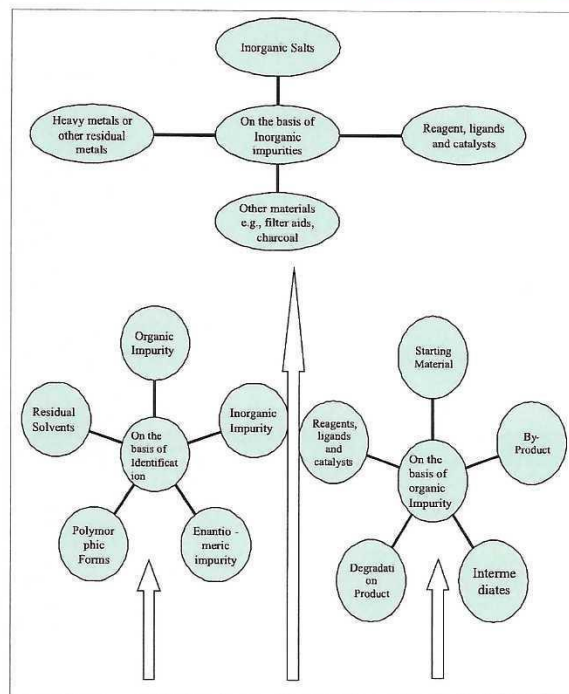 Inorganic Salts
Heavy metals or
other residual
metals
On the basis of
Inorganic
impurities
Reagent, ligands
and catalysts
Other materials
e.g., filter aids,
charcoal
Organic
Impurity
Residual
Solvents
Inorganic
Impurity
On the
basis of
Identificat
ion
Polymor
phic
Forms
Enantio -
meric
impurity
Starting
Material
Reagents,
ligands and
catalysts
By-
Product
On the
basis of
organic
Impurity
Degradati
on
Product
Interme
diates